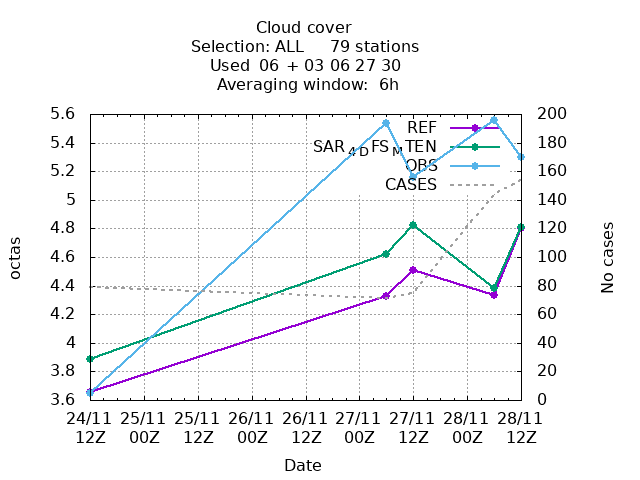 Cloud cover
Selection: ALL     79 stations
Used  06 + 03 06 27 30
Averaging window:  6h
5.6
5.4
5.2
5
4.8
4.6
4.4
4.2
4
3.8
3.6
200
180
160
140
120
100
80
60
40
20
0
REF
SAR 4 D FS M TEN
OBS
CASES
octas
No cases
24/11 25/11 25/11 26/11 26/11 27/11 27/11 28/11 28/11
12Z 00Z 12Z 00Z 12Z 00Z 12Z 00Z 12Z
Date